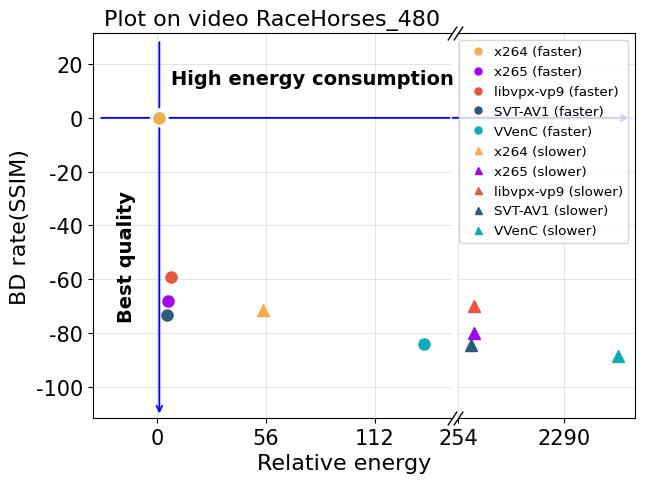 Plot on video RaceHorses_480
20
0
-20
-40
-60
-80
-100
BD rate(SSIM)
High energy consumption
Best quality
x264 (faster)
x265 (faster)
libvpx-vp9 (faster)
SVT-AV1 (faster)
VVenC (faster)
x264 (slower)
x265 (slower)
libvpx-vp9 (slower)
SVT-AV1 (slower)
VVenC (slower)
0 56 112 254 2290
Relative energy